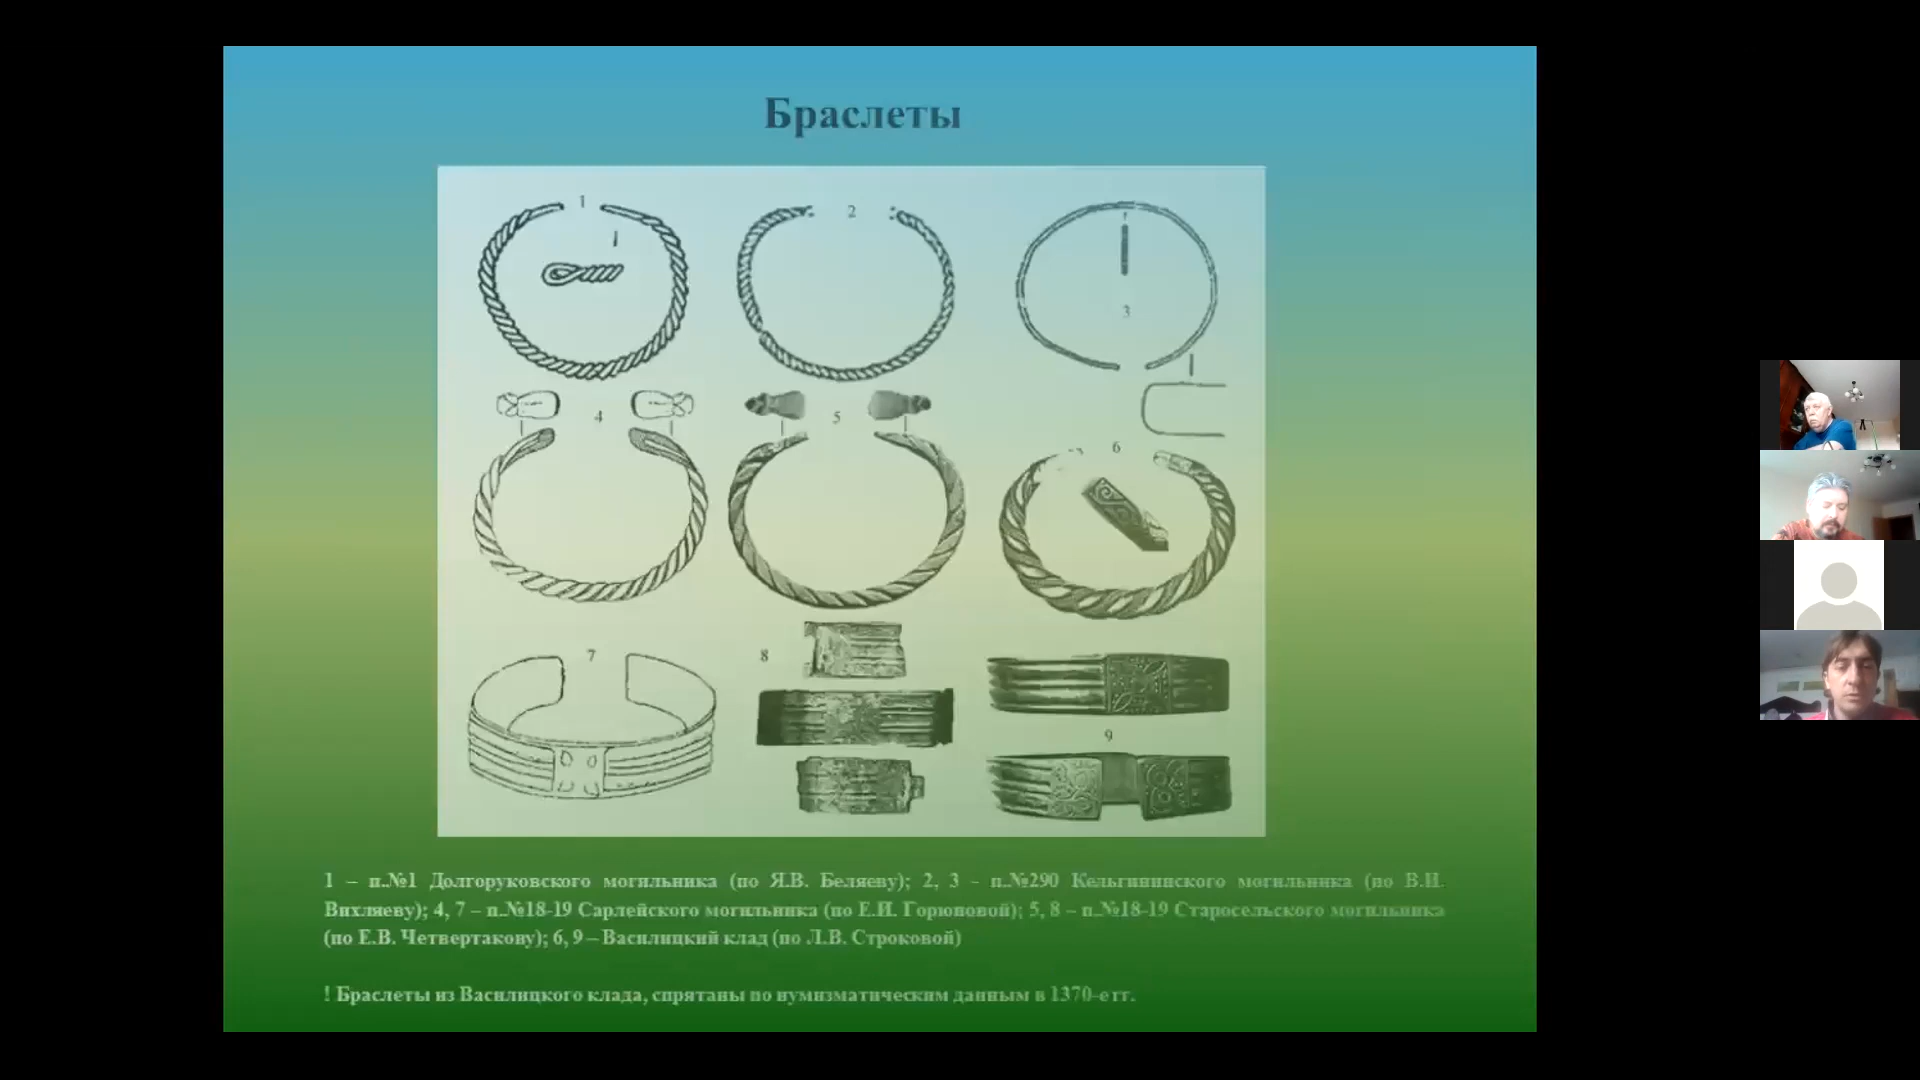 Браслеты
1
2
3
4
5
6
7
8
9
1 – п..№1 Долгоруковского могильника (по Я.В. Беляеву); 2, 3 - п..№290 Кельгининского могильника (по В.И.
Вихляеву); 4, 7 – п..№18-19 Сарлейского могильника (по Е.И. Горюновой); 5, 8 – п..№18-19 Старосельского могильника
(по Е.В. Четвертакову); 6, 9 – Василицкий клад (по Л.В. Строковой)
! Браслеты из Василицкого клада, спрятаны по нумизматическим данным в 1370-е гг.